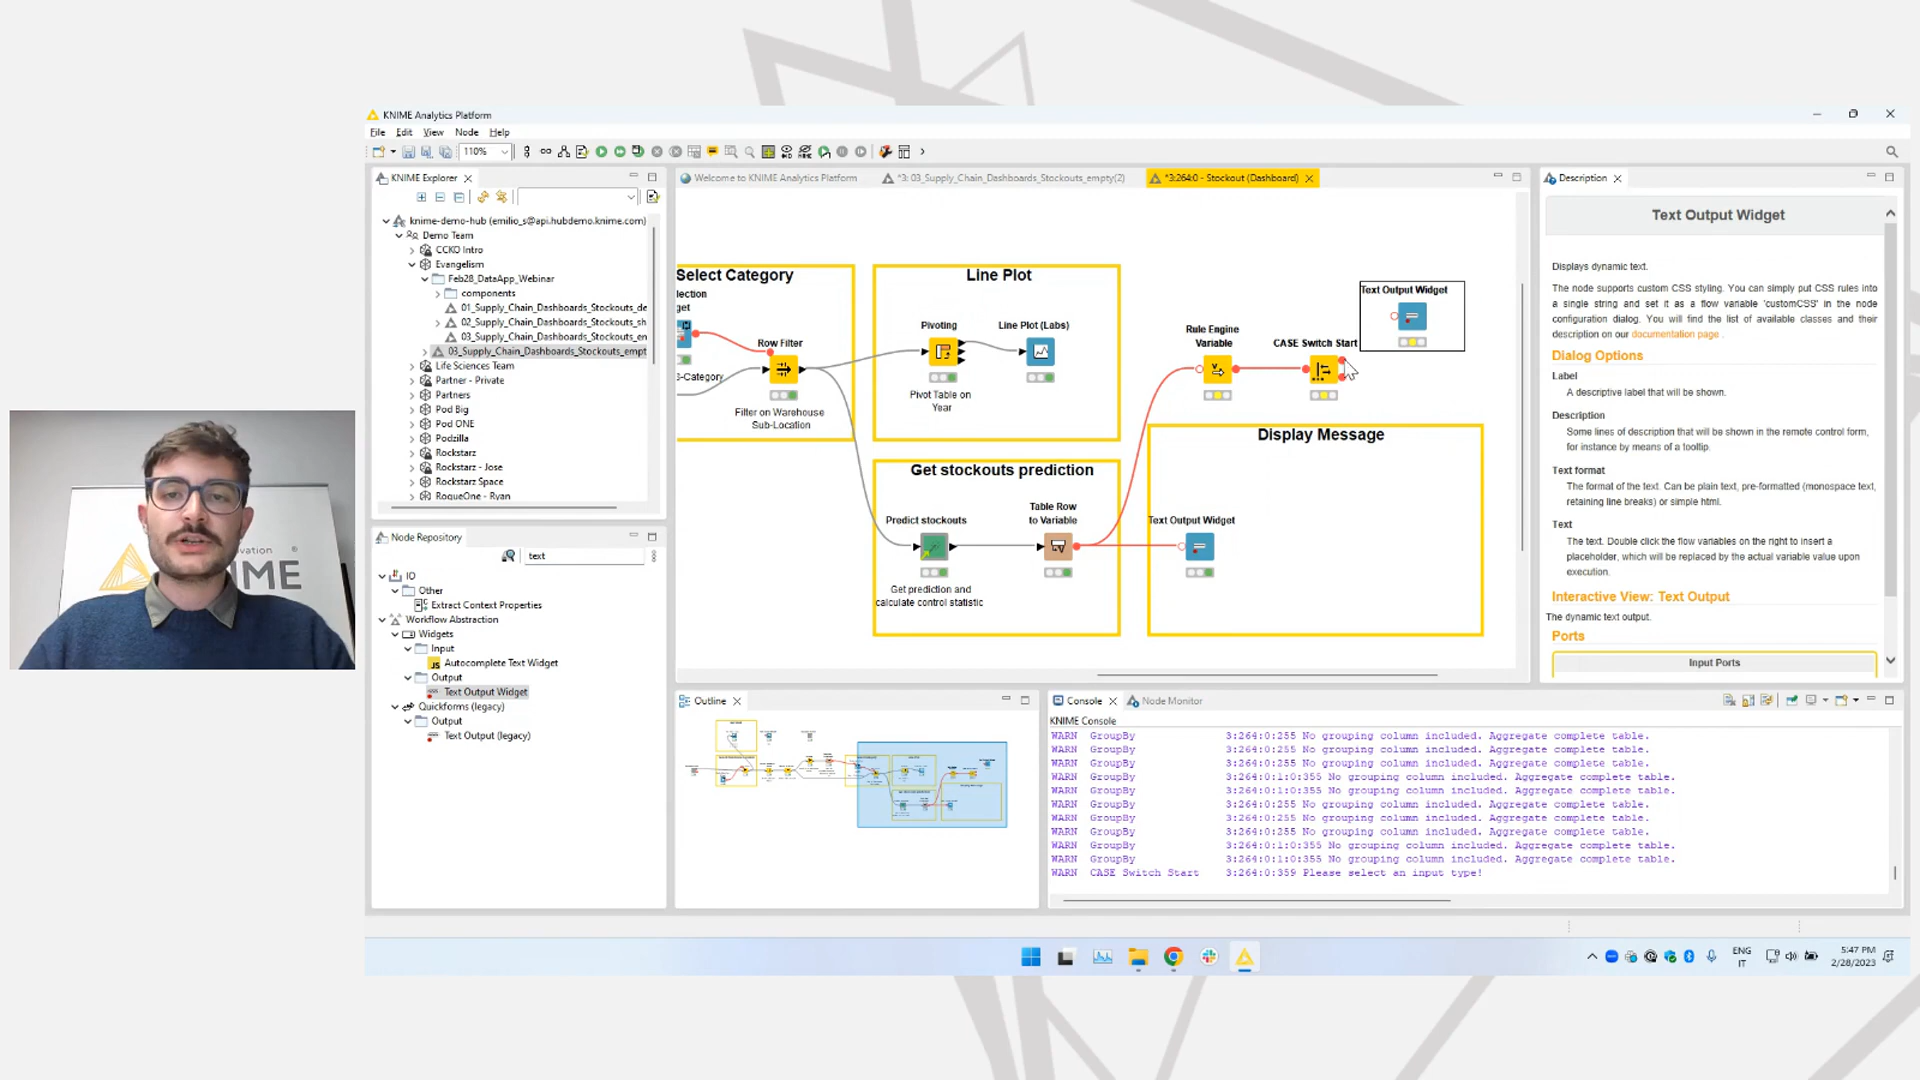 KNIME Analytics Platform
File Edit View Node Help
110%
KNIME Explorer
knime-demo-hub (emilio_s@api.hubdemo.knime.com)
Demo Team
CCKO Intro
Evangelism
Feb28_DataApp_Webinar
components
01_Supply_Chain_Dashboards_Stockouts_de
02_Supply_Chain_Dashboards_Stockouts_sh
03_Supply_Chain_Dashboards_Stockouts_en
03_Supply_Chain_Dashboards_Stockouts_empt
Life Sciences Team
Partner - Private
Partners
Pod Big
Pod ONE
Podzilla
Rockstarz
Rockstarz - Jose
Rockstarz Space
RogueOne - Ryan
Node Repository
text
IO
Other
Extract Context Properties
Workflow Abstraction
Widgets
Input
Autocomplete Text Widget
Output
Text Output Widget
Quickforms (legacy)
Output
Text Output (legacy)
Welcome to KNIME Analytics Platform
*3: 03_Supply_Chain_Dashboards_Stockouts_empty(2)
*3:264:0 - Stockout (Dashboard)
Select Category
lection
get
Row Filter
-Category
Filter on Warehouse
Sub-Location
Line Plot
Pivoting
Line Plot (Labs)
Pivot Table on
Year
Get stockouts prediction
Predict stockouts
Table Row
to Variable
Get prediction and
calculate control statistic
Rule Engine
Variable
CASE Switch Start
Text Output Widget
Display Message
Text Output Widget
Description
Text Output Widget
Displays dynamic text.
The node supports custom CSS styling. You can simply put CSS rules into
a single string and set it as a flow variable 'customCSS' in the node
configuration dialog. You will find the list of available classes and their
description on our documentation page .
Dialog Options
Label
A descriptive label that will be shown.
Description
Some lines of description that will be shown in the remote control form,
for instance by means of a tooltip.
Text format
The format of the text. Can be plain text, pre-formatted (monospace text,
retaining line breaks) or simple html.
Text
The text. Double click the flow variables on the right to insert a
placeholder, which will be replaced by the actual variable value upon
execution.
Interactive View: Text Output
The dynamic text output.
Ports
Input Ports
Outline
Console
Node Monitor
KNIME Console
WARN GroupBy 3:264:0:255 No grouping column included. Aggregate complete table.
WARN GroupBy 3:264:0:255 No grouping column included. Aggregate complete table.
WARN GroupBy 3:264:0:255 No grouping column included. Aggregate complete table.
WARN GroupBy 3:264:0:1:0:355 No grouping column included. Aggregate complete table.
WARN GroupBy 3:264:0:1:0:355 No grouping column included. Aggregate complete table.
WARN GroupBy 3:264:0:255 No grouping column included. Aggregate complete table.
WARN GroupBy 3:264:0:255 No grouping column included. Aggregate complete table.
WARN GroupBy 3:264:0:255 No grouping column included. Aggregate complete table.
WARN GroupBy 3:264:0:1:0:355 No grouping column included. Aggregate complete table.
WARN GroupBy 3:264:0:1:0:355 No grouping column included. Aggregate complete table.
WARN CASE Switch Start 3:264:0:359 Please select an input type!
ENG
IT
5:47 PM
2/28/2023